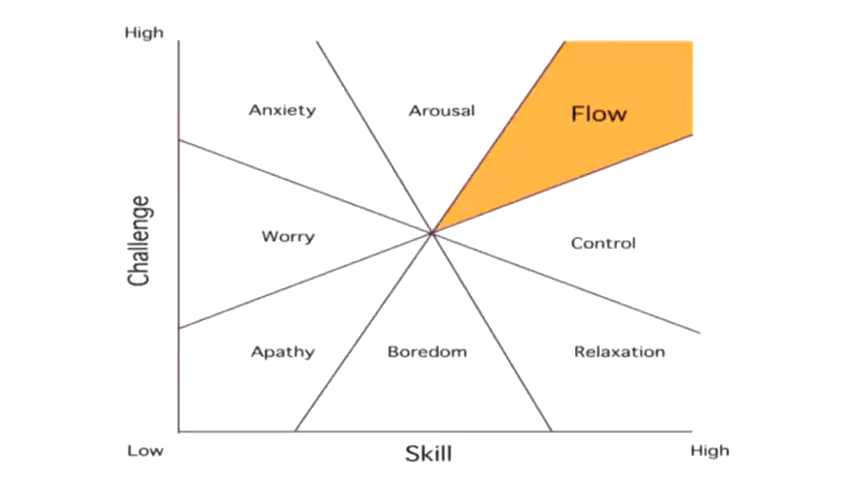 High
Anxiety
Arousal
Flow
Challenge
Worry
Control
Apathy
Boredom
Relaxation
Low
Skill
High